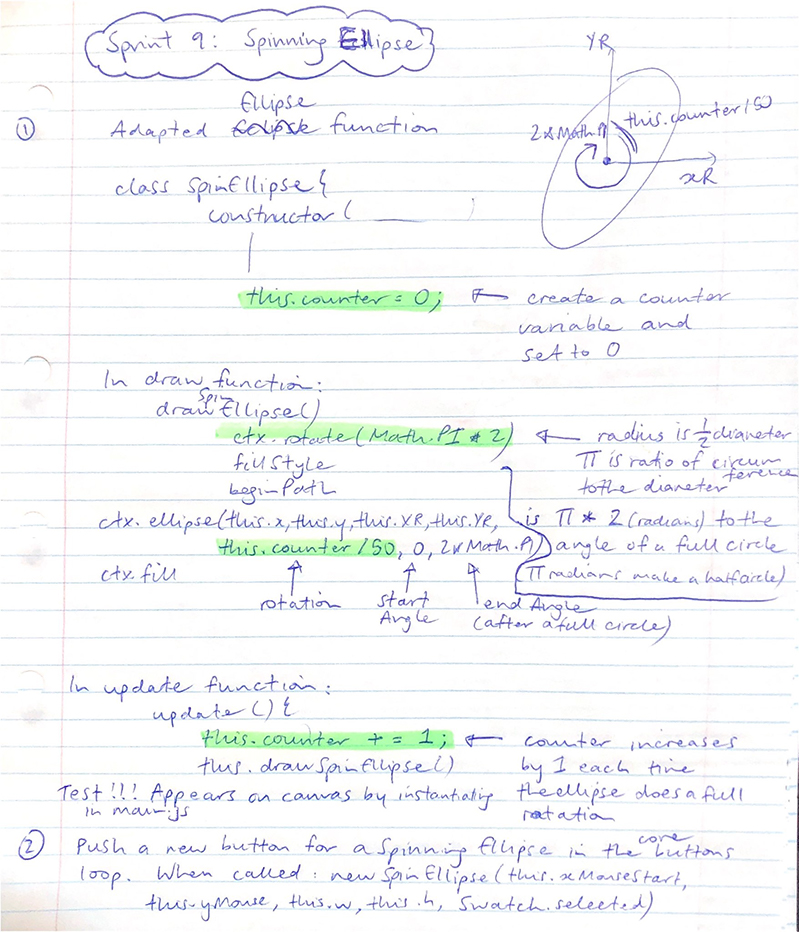 Sprint 9: Spinning Ellipse
YR
this.counter/50
2*Math.PI
xR
① Adapted Ellipse function
class SpinEllipse {
constructor (
this.counter = 0; ← create a counter
variable and
set to 0
In draw function:
drawSpinEllipse()
ctx.rotate(Math.PI * 2) ← radius is ½ diameter
fillStyle π is ratio of circumference
beginPath to the diameter
ctx.ellipse(this.x, this.y, this.XR, this.YR, is π * 2 (radians) to the
this.counter/50, 0, 2*Math.PI) angle of a full circle
ctx.fill (π radians make a half circle)
rotation start Angle end Angle
(after a full circle)
In update function:
update() {
this.counter += 1; ← counter increases
this.drawSpinEllipse() by 1 each time
Test!!! Appears on canvas by instantiating the ellipse does a full
in main.js rotation
② Push a new button for a Spinning Ellipse in the core buttons
loop. When called: new SpinEllipse(this.xMouseStart,
this.yMouse, this.w, this.h, Swatch.selected)